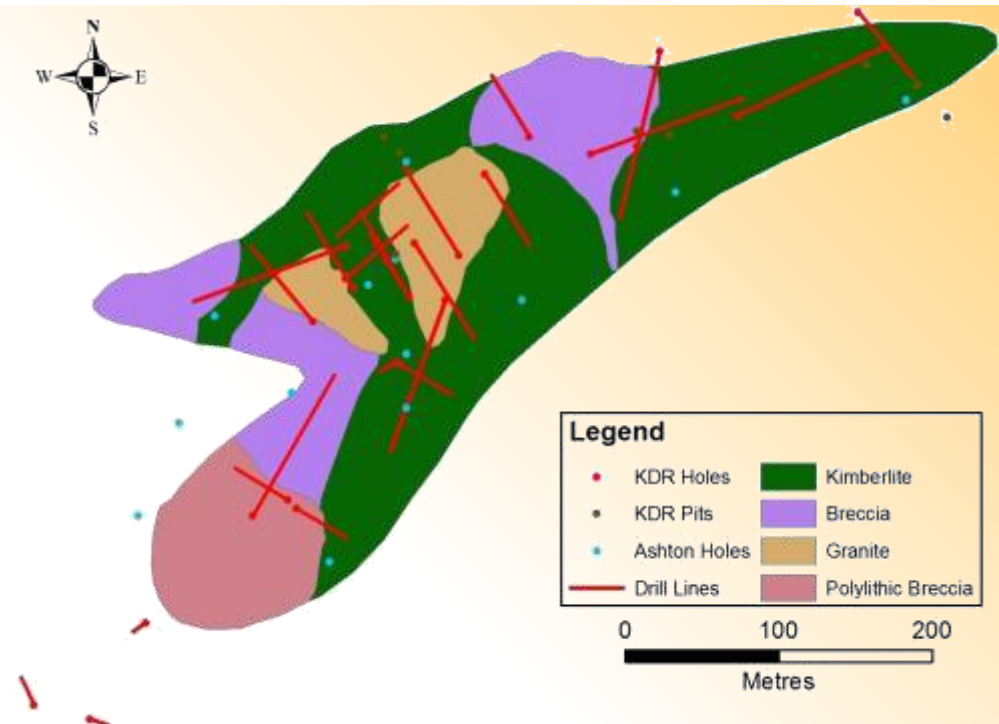 N
W E
S
Legend
KDR Holes Kimberlite
KDR Pits Breccia
Ashton Holes Granite
Drill Lines Polylithic Breccia
0 100 200
Metres